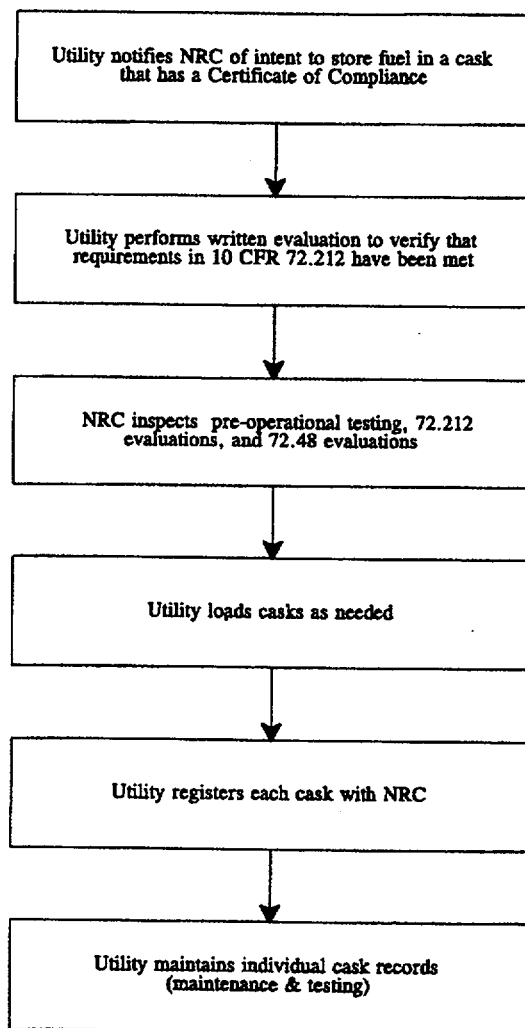 Utility notifies NRC of intent to store fuel in a cask
that has a Certificate of Compliance
Utility performs written evaluation to verify that
requirements in 10 CFR 72.212 have been met
NRC inspects pre-operational testing, 72.212
evaluations, and 72.48 evaluations
Utility loads casks as needed
Utility registers each cask with NRC
Utility maintains individual cask records
(maintenance & testing)